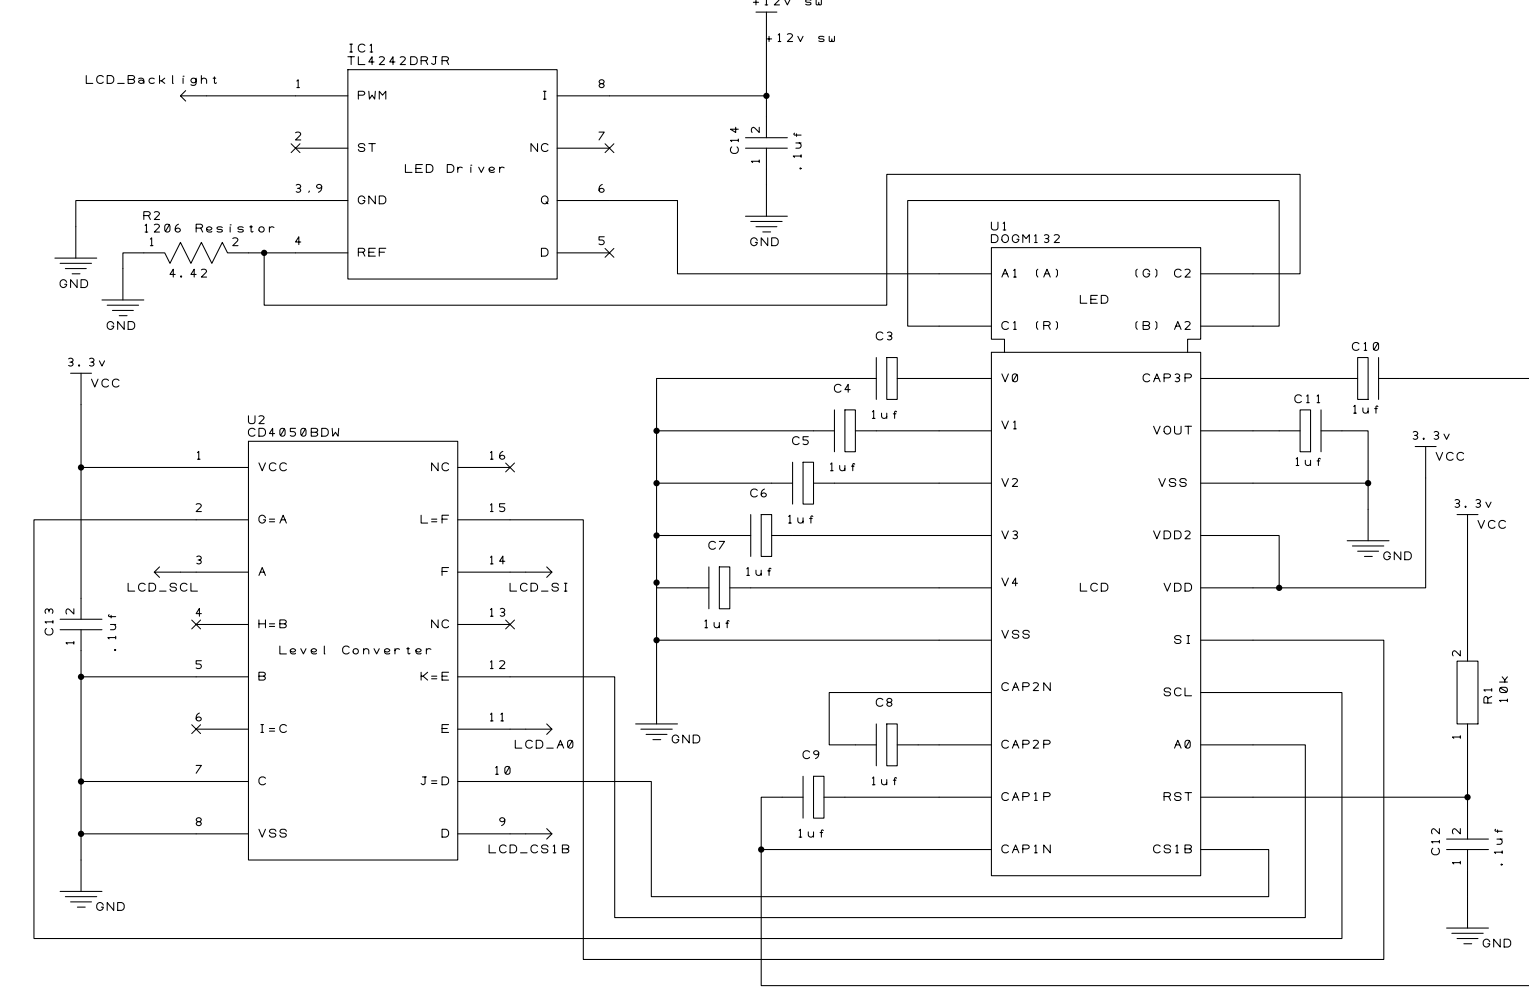 +12v sw
+12v sw
IC1
TL4242DRJR
LCD_Backlight
1
PWM
I
8
2
ST
NC
7
LED Driver
C14
1 2
.1uf
3,9
GND
Q
6
GND
R2
1206 Resistor
1
2
4.42
4
REF
D
5
GND
GND
U1
DOGM132
A1 (A)
(G) C2
LED
C1 (R)
(B) A2
C3
1uf
V0
CAP3P
C10
1uf
C4
1uf
V1
VOUT
C11
1uf
C5
1uf
V2
VSS
GND
C6
1uf
V3
VDD2
3.3v
VCC
C7
1uf
V4
LCD
VDD
VSS
SI
GND
CAP2N
SCL
C8
1uf
CAP2P
A0
C9
1uf
CAP1P
RST
CAP1N
CS1B
3.3v
VCC
2
R1
10k
1
C12
1 2
.1uf
GND
3.3v
VCC
U2
CD4050BDW
1
VCC
NC
16
2
G=A
L=F
15
3
A
F
14
LCD_SCL
LCD_SI
C13
1 2
.1uf
4
H=B
NC
13
Level Converter
5
B
K=E
12
6
I=C
E
11
LCD_A0
7
C
J=D
10
8
VSS
D
9
LCD_CS1B
GND